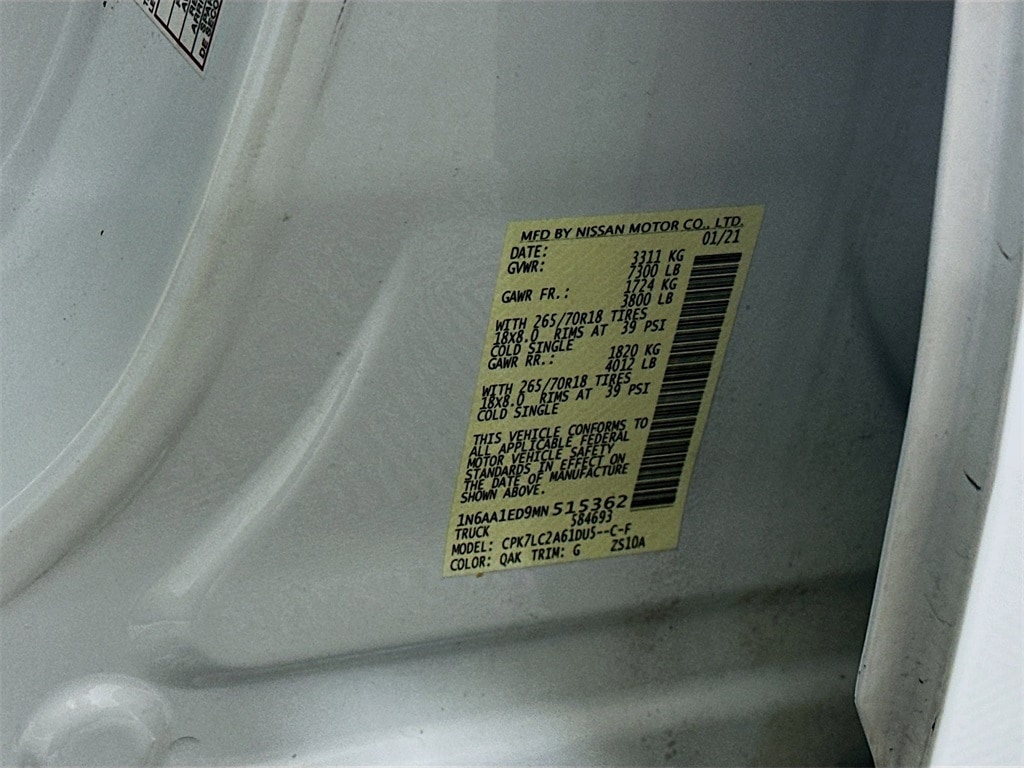 DE SECO
MFD BY NISSAN MOTOR CO., LTD.
DATE: 01/21
GVWR: 3311 KG
7300 LB
GAWR FR.: 1724 KG
3800 LB
WITH 265/70R18 TIRES
18X8.0 RIMS AT 39 PSI
COLD SINGLE
GAWR RR.: 1820 KG
4012 LB
WITH 265/70R18 TIRES
18X8.0 RIMS AT 39 PSI
COLD SINGLE
THIS VEHICLE CONFORMS TO
ALL APPLICABLE FEDERAL
MOTOR VEHICLE SAFETY
STANDARDS IN EFFECT ON
THE DATE OF MANUFACTURE
SHOWN ABOVE.
1N6AA1ED9MN515362
TRUCK 584693
MODEL: CPK7LC2A61DU5--C-F
COLOR: QAK TRIM: G ZS10A